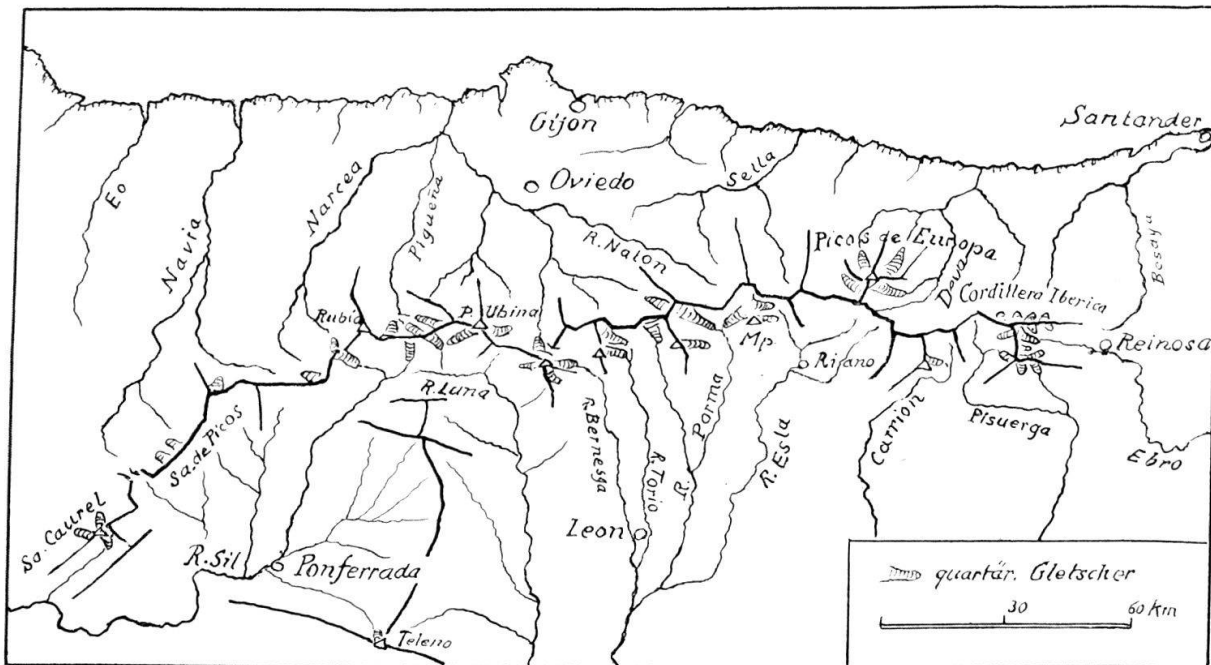 Gijon
Santander
Oviedo
Eo
Navia
Narcea
Pigueña
Sella
R. Nalon
Picos de Europa
Deva
Cordillera Iberica
Besaya
Rubia
P. Ubina
Mp.
Riano
Reinosa
R. Luna
Sa. de Picos
R. Bernesga
R. Torio
R. Porma
R. Esla
Carrion
Pisuerga
Ebro
Sa. Caurel
R. Sil
Ponferrada
Leon
Teleno
quartär. Gletscher
30 60 Km